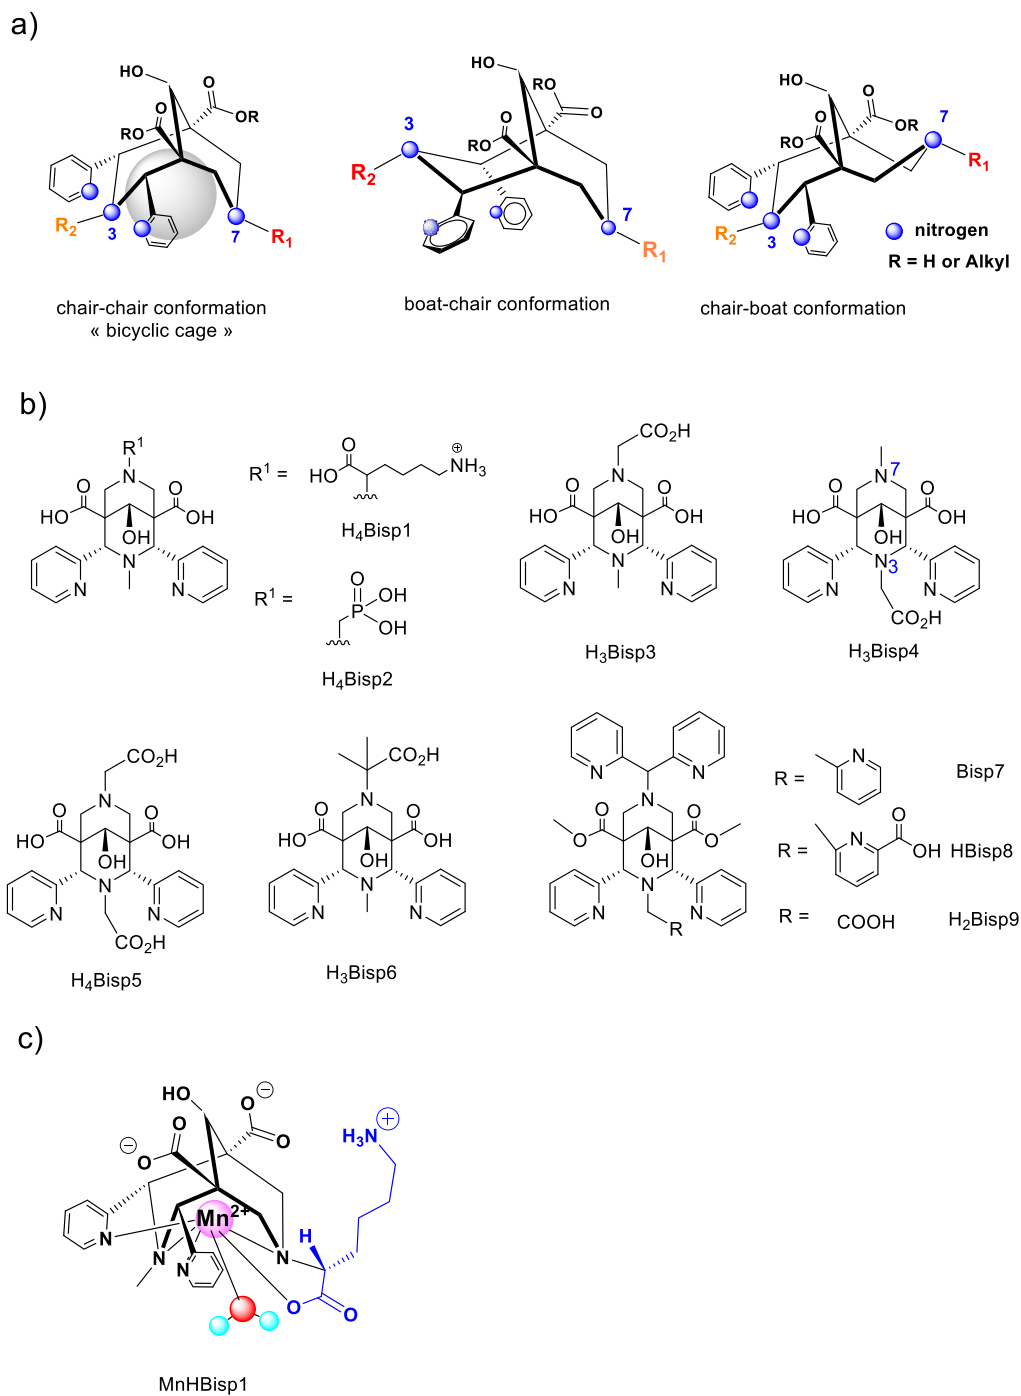 a)
HO
O
O
OR
RO
R₂
3
7
R₁
chair-chair conformation
« bicyclic cage »
HO
RO
O
O
RO
3
R₂
7
R₁
boat-chair conformation
HO
O
O
OR
RO
7
R₁
R₂
3
nitrogen
R = H or Alkyl
chair-boat conformation
b)
R¹
N
O
O
HO
OH
OH
N
N
N
R¹ =
O
HO
⊕
NH₃
H₄Bisp1
R¹ =
O
P
OH
OH
H₄Bisp2
CO₂H
N
O
O
HO
OH
OH
N
N
N
H₃Bisp3
N
7
O
O
HO
OH
OH
N
N3
N
CO₂H
H₃Bisp4
CO₂H
N
O
O
HO
OH
OH
N
N
N
CO₂H
H₄Bisp5
CO₂H
N
O
O
HO
OH
OH
N
N
N
H₃Bisp6
N
N
N
O
O
O
O
OH
N
N
N
R
R =
N
Bisp7
R =
N
O
OH
HBisp8
R =
COOH
H₂Bisp9
c)
HO
O
⊖
O
O
⊖
O
H₃N
⊕
Mn²⁺
N
N
N
N
H
O
O
MnHBisp1